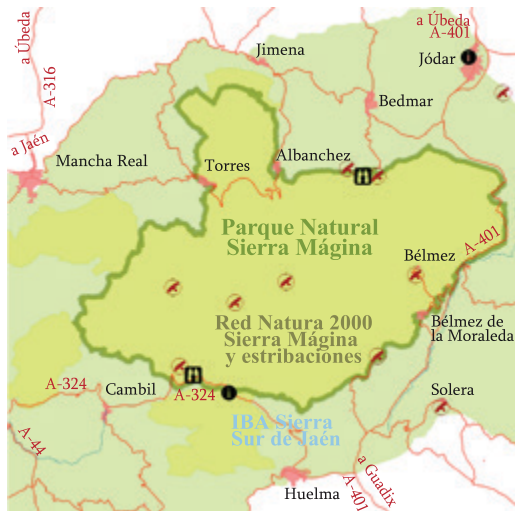 a Úbeda
a Úbeda
A-401
Jimena
Jódar
A-316
Bedmar
a Jaén
Mancha Real
Torres
Albanchez
Parque Natural
Sierra Mágina
A-401
Bélmez
Red Natura 2000
Sierra Mágina
y estribaciones
Bélmez de
la Moraleda
A-324
Cambil
A-324
Solera
IBA Sierra
Sur de Jaén
A-44
a Guadix
Huelma
A-401